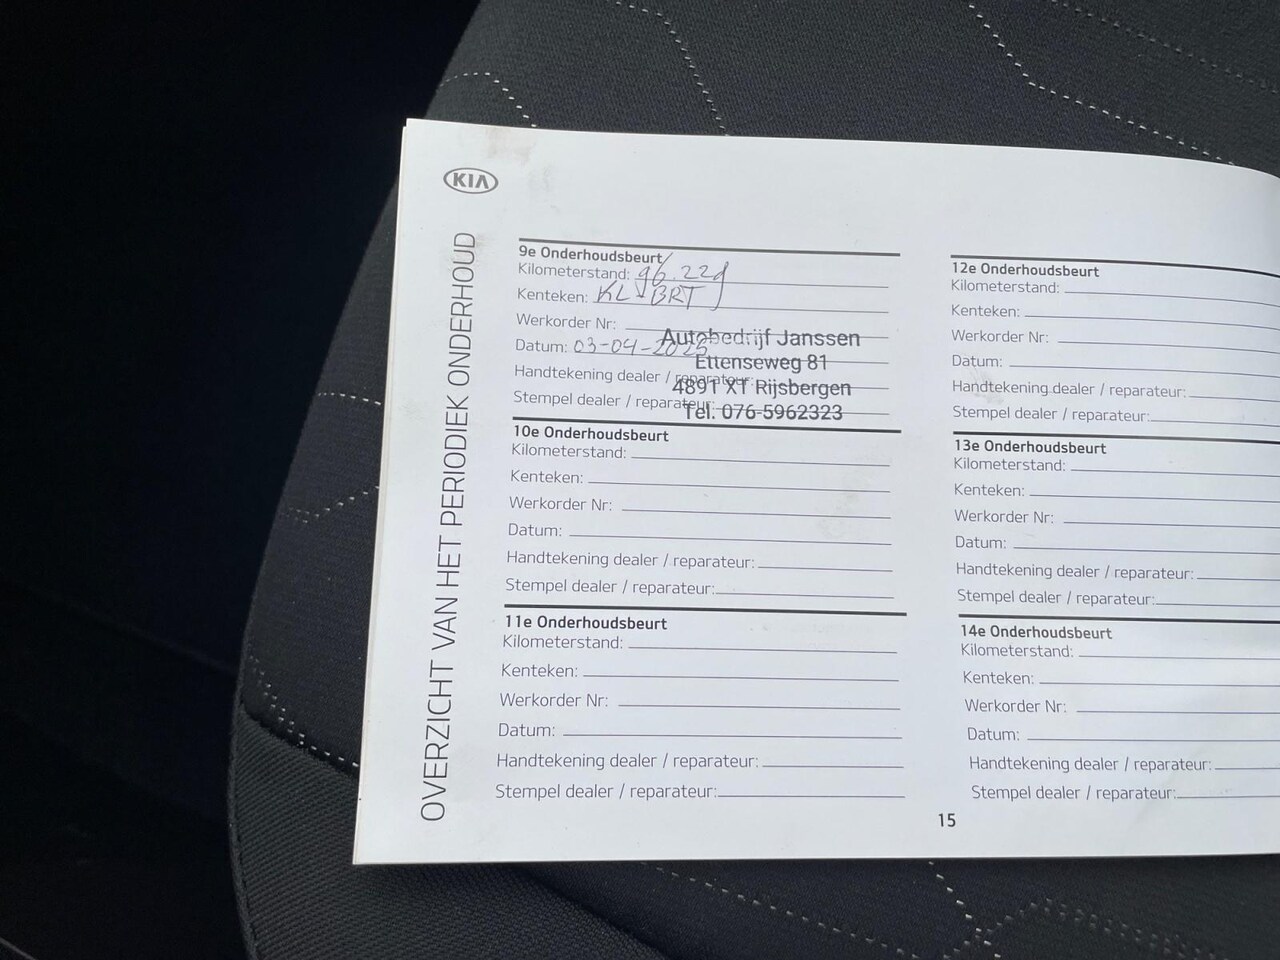 KIA
OVERZICHT VAN HET PERIODIEK ONDERHOUD
9e Onderhoudsbeurt
Kilometerstand: 96.229
Kenteken: KL BRT
Werkorder Nr:
Datum: 03-04-2025
Handtekening dealer / reparateur:
Stempel dealer / reparateur:
Autobedrijf Janssen
Ettenseweg 81
4891 XT Rijsbergen
Tel. 076-5962323
10e Onderhoudsbeurt
Kilometerstand:
Kenteken:
Werkorder Nr:
Datum:
Handtekening dealer / reparateur:
Stempel dealer / reparateur:
11e Onderhoudsbeurt
Kilometerstand:
Kenteken:
Werkorder Nr:
Datum:
Handtekening dealer / reparateur:
Stempel dealer / reparateur:
12e Onderhoudsbeurt
Kilometerstand:
Kenteken:
Werkorder Nr:
Datum:
Handtekening dealer / reparateur:
Stempel dealer / reparateur:
13e Onderhoudsbeurt
Kilometerstand:
Kenteken:
Werkorder Nr:
Datum:
Handtekening dealer / reparateur:
Stempel dealer / reparateur:
14e Onderhoudsbeurt
Kilometerstand:
Kenteken:
Werkorder Nr:
Datum:
Handtekening dealer / reparateur:
Stempel dealer / reparateur:
15